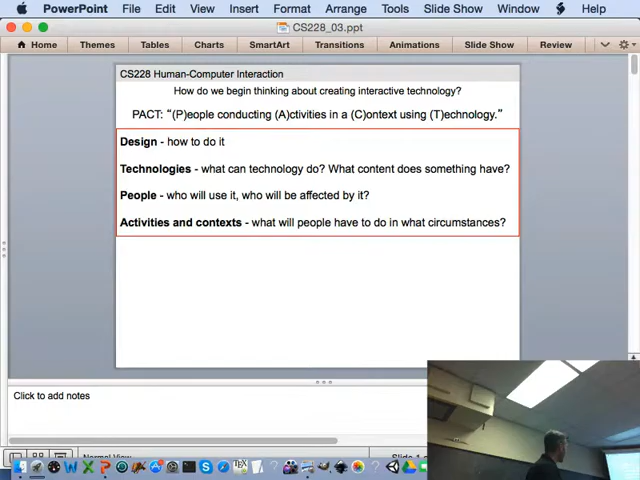 PowerPoint File Edit View Insert Format Arrange Tools Slide Show Window Help
CS228_03.ppt
Home Themes Tables Charts SmartArt Transitions Animations Slide Show Review
CS228 Human-Computer Interaction
How do we begin thinking about creating interactive technology?
PACT: “(P)eople conducting (A)ctivities in a (C)ontext using (T)echnology.”
Design - how to do it
Technologies - what can technology do? What content does something have?
People - who will use it, who will be affected by it?
Activities and contexts - what will people have to do in what circumstances?
Click to add notes
Normal View Slide 1